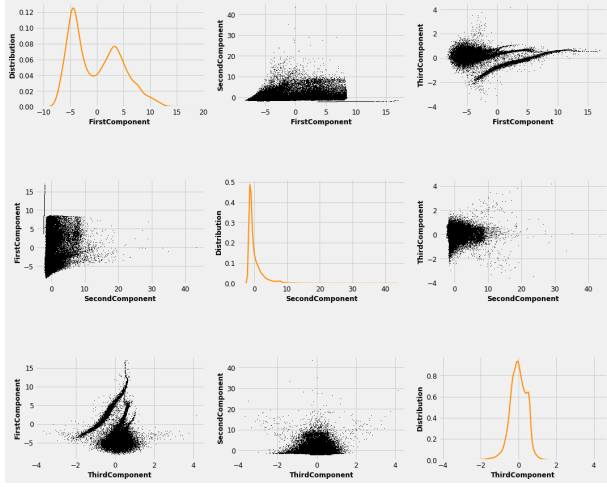 0.12
0.10
0.08
0.06
0.04
0.02
0.00
Distribution
−10 −5 0 5 10 15 20
FirstComponent
40
30
20
10
0
SecondComponent
−5 0 5 10 15
FirstComponent
4
2
0
−2
−4
ThirdComponent
−5 0 5 10 15
FirstComponent
15
10
5
0
−5
FirstComponent
0 10 20 30 40
SecondComponent
0.5
0.4
0.3
0.2
0.1
0.0
Distribution
0 10 20 30 40
SecondComponent
4
2
0
−2
−4
ThirdComponent
0 10 20 30 40
SecondComponent
15
10
5
0
−5
FirstComponent
−4 −2 0 2 4
ThirdComponent
40
30
20
10
0
SecondComponent
−4 −2 0 2 4
ThirdComponent
0.8
0.6
0.4
0.2
0.0
Distribution
−4 −2 0 2 4
ThirdComponent